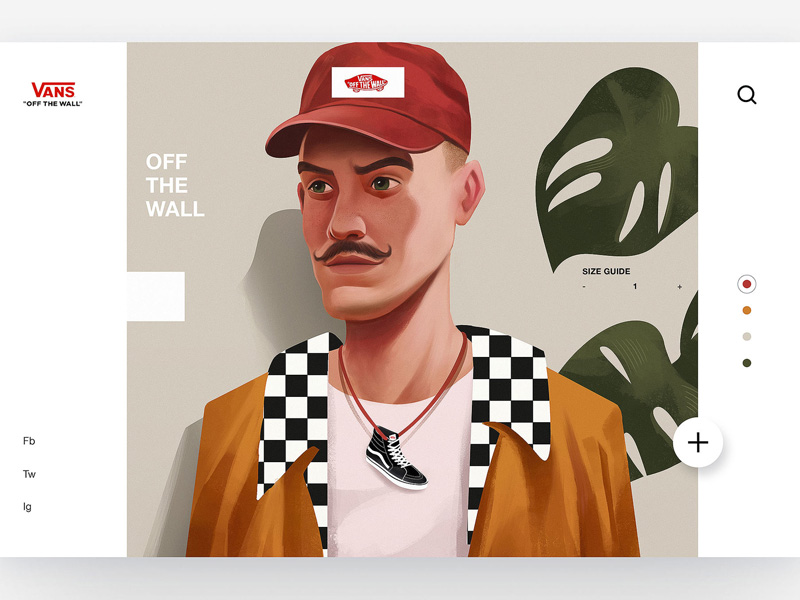 VANS
"OFF THE WALL"
VANS
"OFF THE WALL"
OFF
THE
WALL
SIZE GUIDE
- 1 +
Fb
Tw
Ig